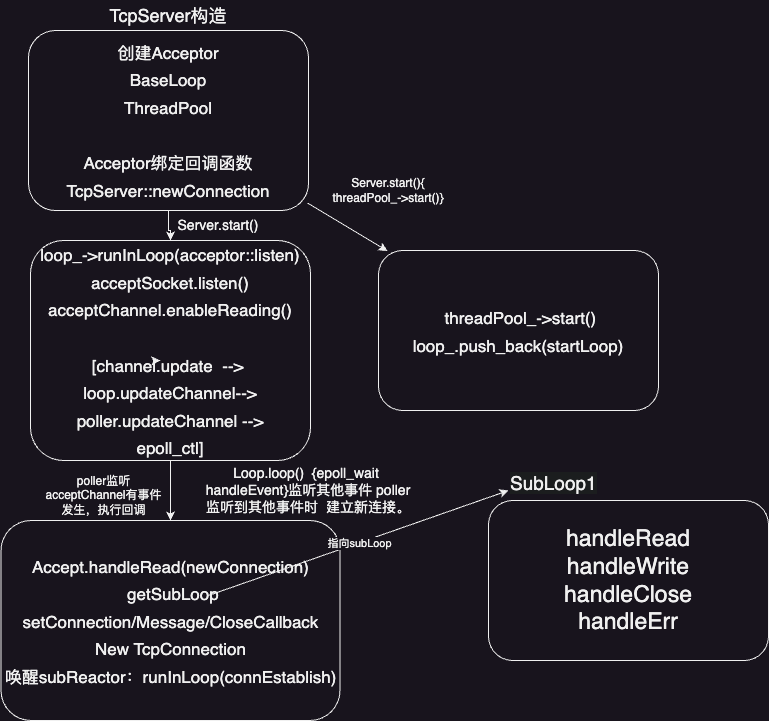 TcpServer构造
创建Acceptor
BaseLoop
ThreadPool
Acceptor绑定回调函数
TcpServer::newConnection
Server.start(){
threadPool_->start()}
Server.start()
loop_->runInLoop(acceptor::listen)
acceptSocket.listen()
acceptChannel.enableReading()
[channel.update -->
loop.updateChannel-->
poller.updateChannel -->
epoll_ctl]
threadPool_->start()
loop_.push_back(startLoop)
poller监听
acceptChannel有事件
发生，执行回调
Loop.loop() {epoll_wait
handleEvent}监听其他事件 poller
监听到其他事件时 建立新连接。
指向subLoop
Accept.handleRead(newConnection)
getSubLoop
setConnection/Message/CloseCallback
New TcpConnection
唤醒subReactor：runInLoop(connEstablish)
SubLoop1
handleRead
handleWrite
handleClose
handleErr